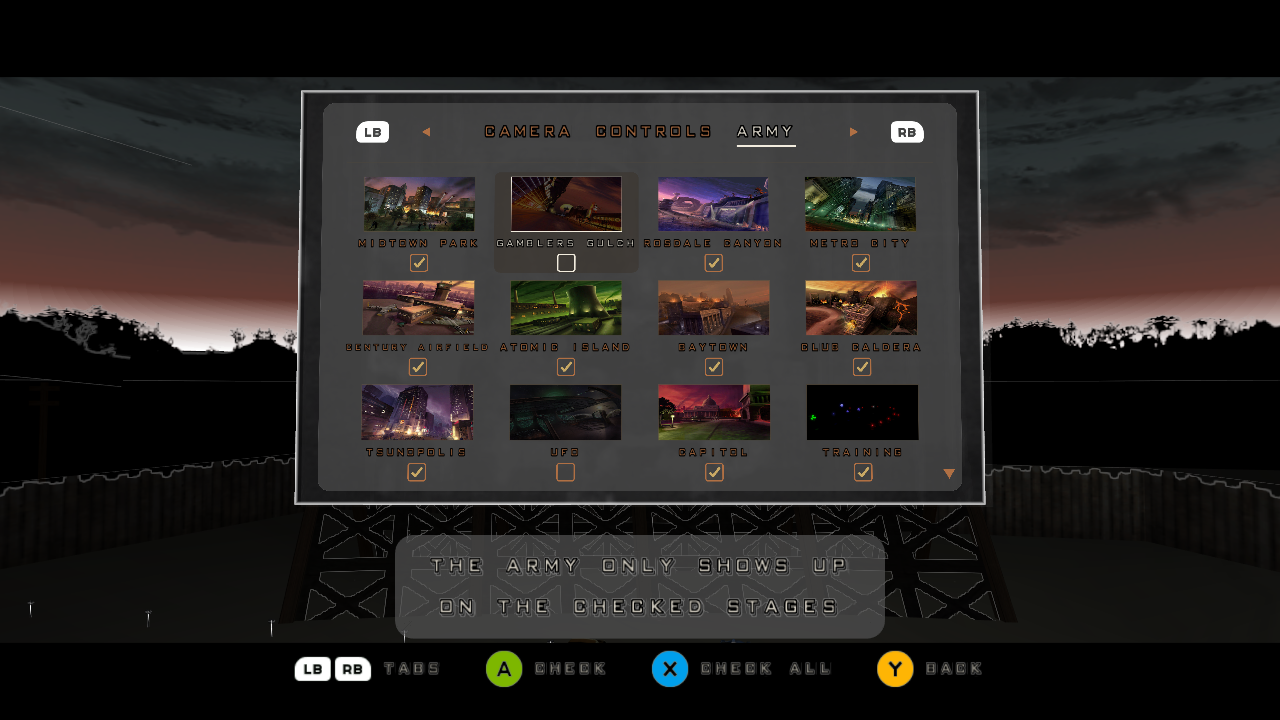 LB CAMERA CONTROLS ARMY RB
MIDTOWN PARK GAMBLERS GULCH ROSDALE CANYON METRO CITY
CENTURY AIRFIELD ATOMIC ISLAND BAYTOWN CLUB CALDERA
TSUNOPOLIS UFO CAPITOL TRAINING
THE ARMY ONLY SHOWS UP
ON THE CHECKED STAGES
LB RB TABS A CHECK X CHECK ALL Y BACK